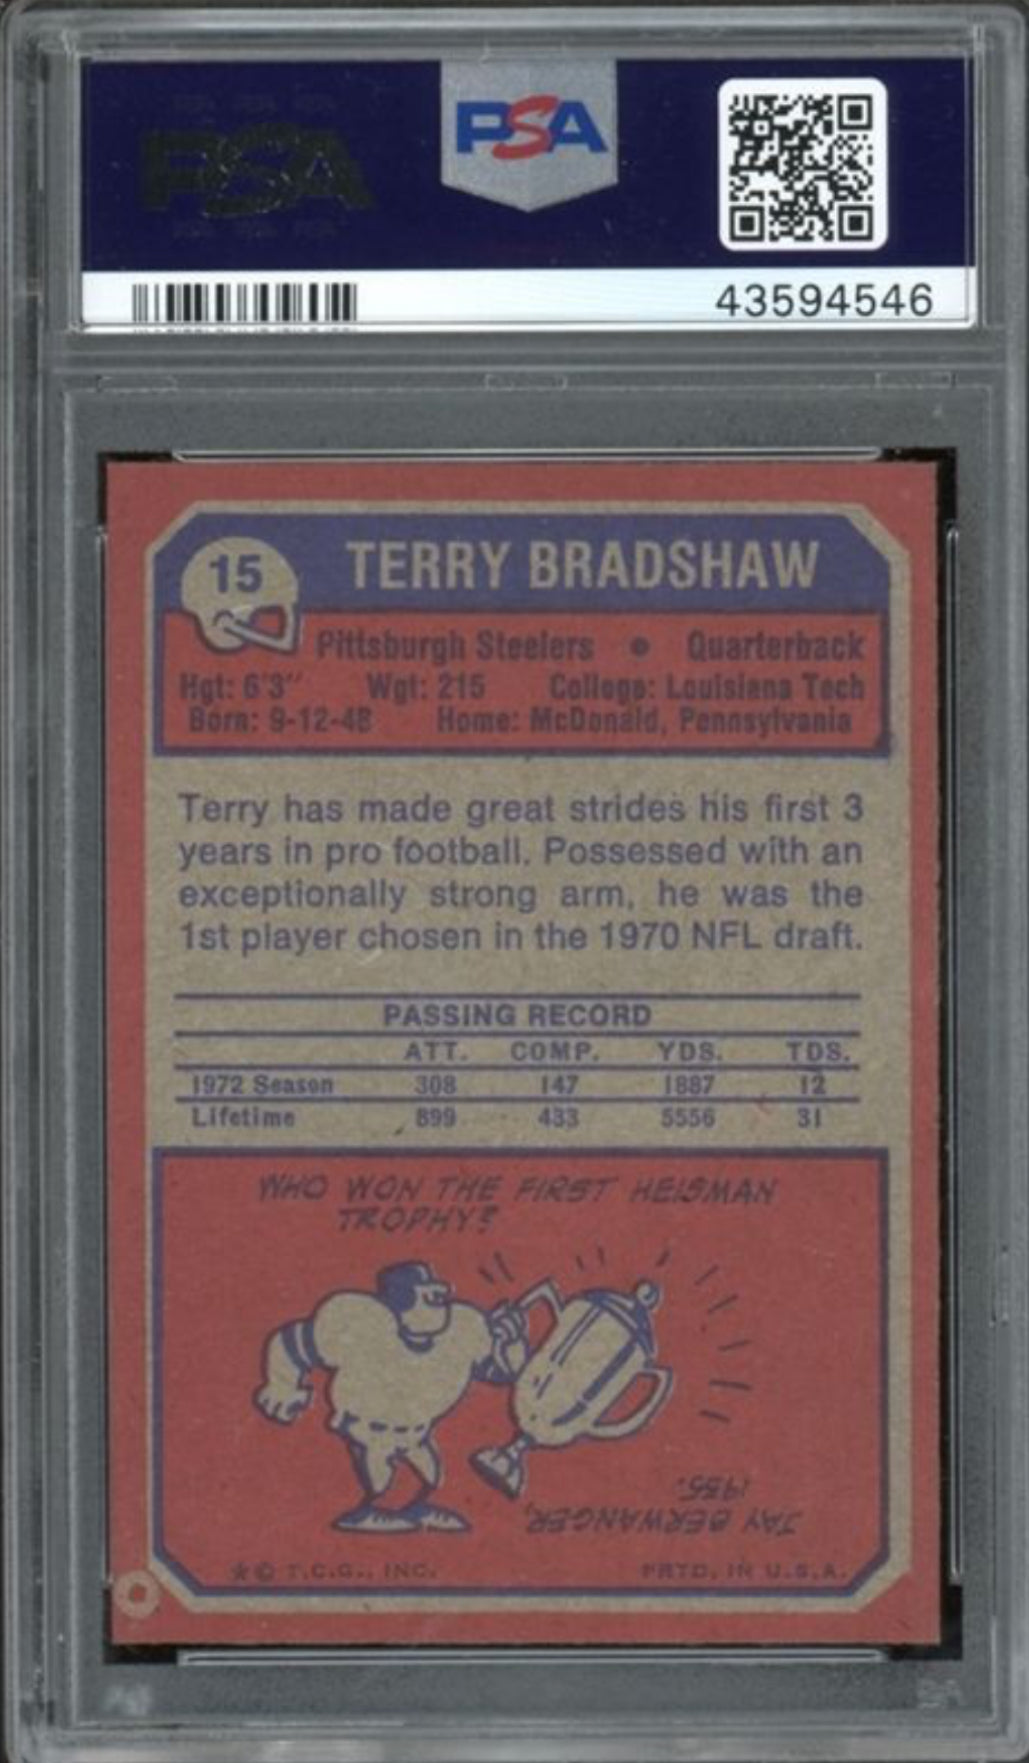 PSA
PSA
43594546
15
TERRY BRADSHAW
Pittsburgh Steelers • Quarterback
Hgt: 6'3" Wgt: 215 College: Louisiana Tech
Born: 9-12-48 Home: McDonald, Pennsylvania
Terry has made great strides his first 3
years in pro football. Possessed with an
exceptionally strong arm, he was the
1st player chosen in the 1970 NFL draft.
PASSING RECORD
ATT. COMP. YDS. TDS.
1972 Season 308 147 1887 12
Lifetime 899 433 5556 31
WHO WON THE FIRST HEISMAN
TROPHY?
JAY BERWANGER,
1935.
* © T.C.G., INC. PRTD. IN U.S.A.